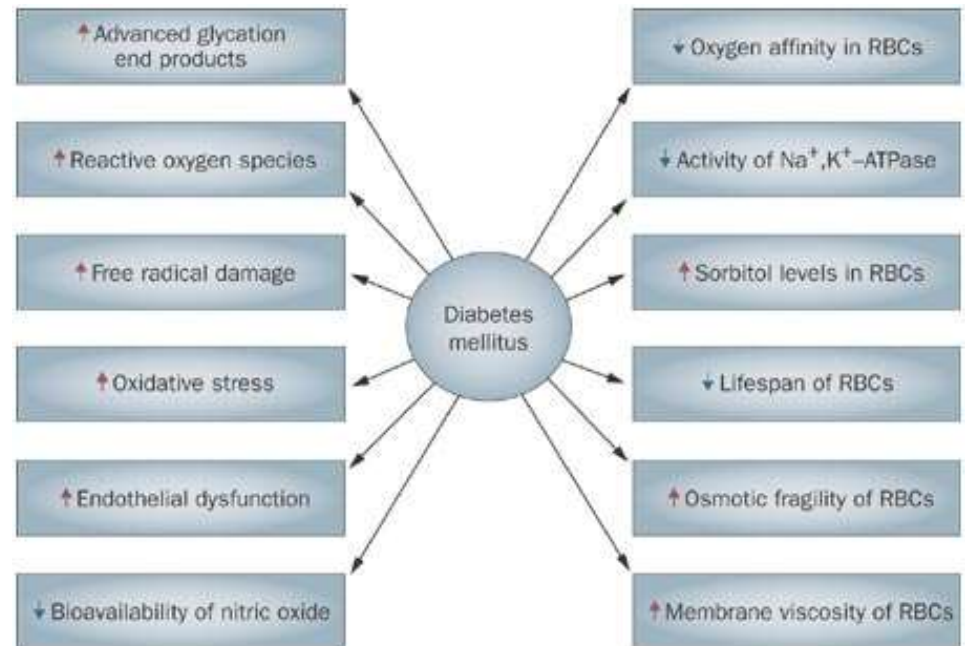 ↑Advanced glycation
end products
↑Reactive oxygen species
↑Free radical damage
↑Oxidative stress
↑Endothelial dysfunction
↓Bioavailability of nitric oxide
Diabetes
mellitus
↓Oxygen affinity in RBCs
↓Activity of Na⁺,K⁺–ATPase
↑Sorbitol levels in RBCs
↓Lifespan of RBCs
↑Osmotic fragility of RBCs
↑Membrane viscosity of RBCs